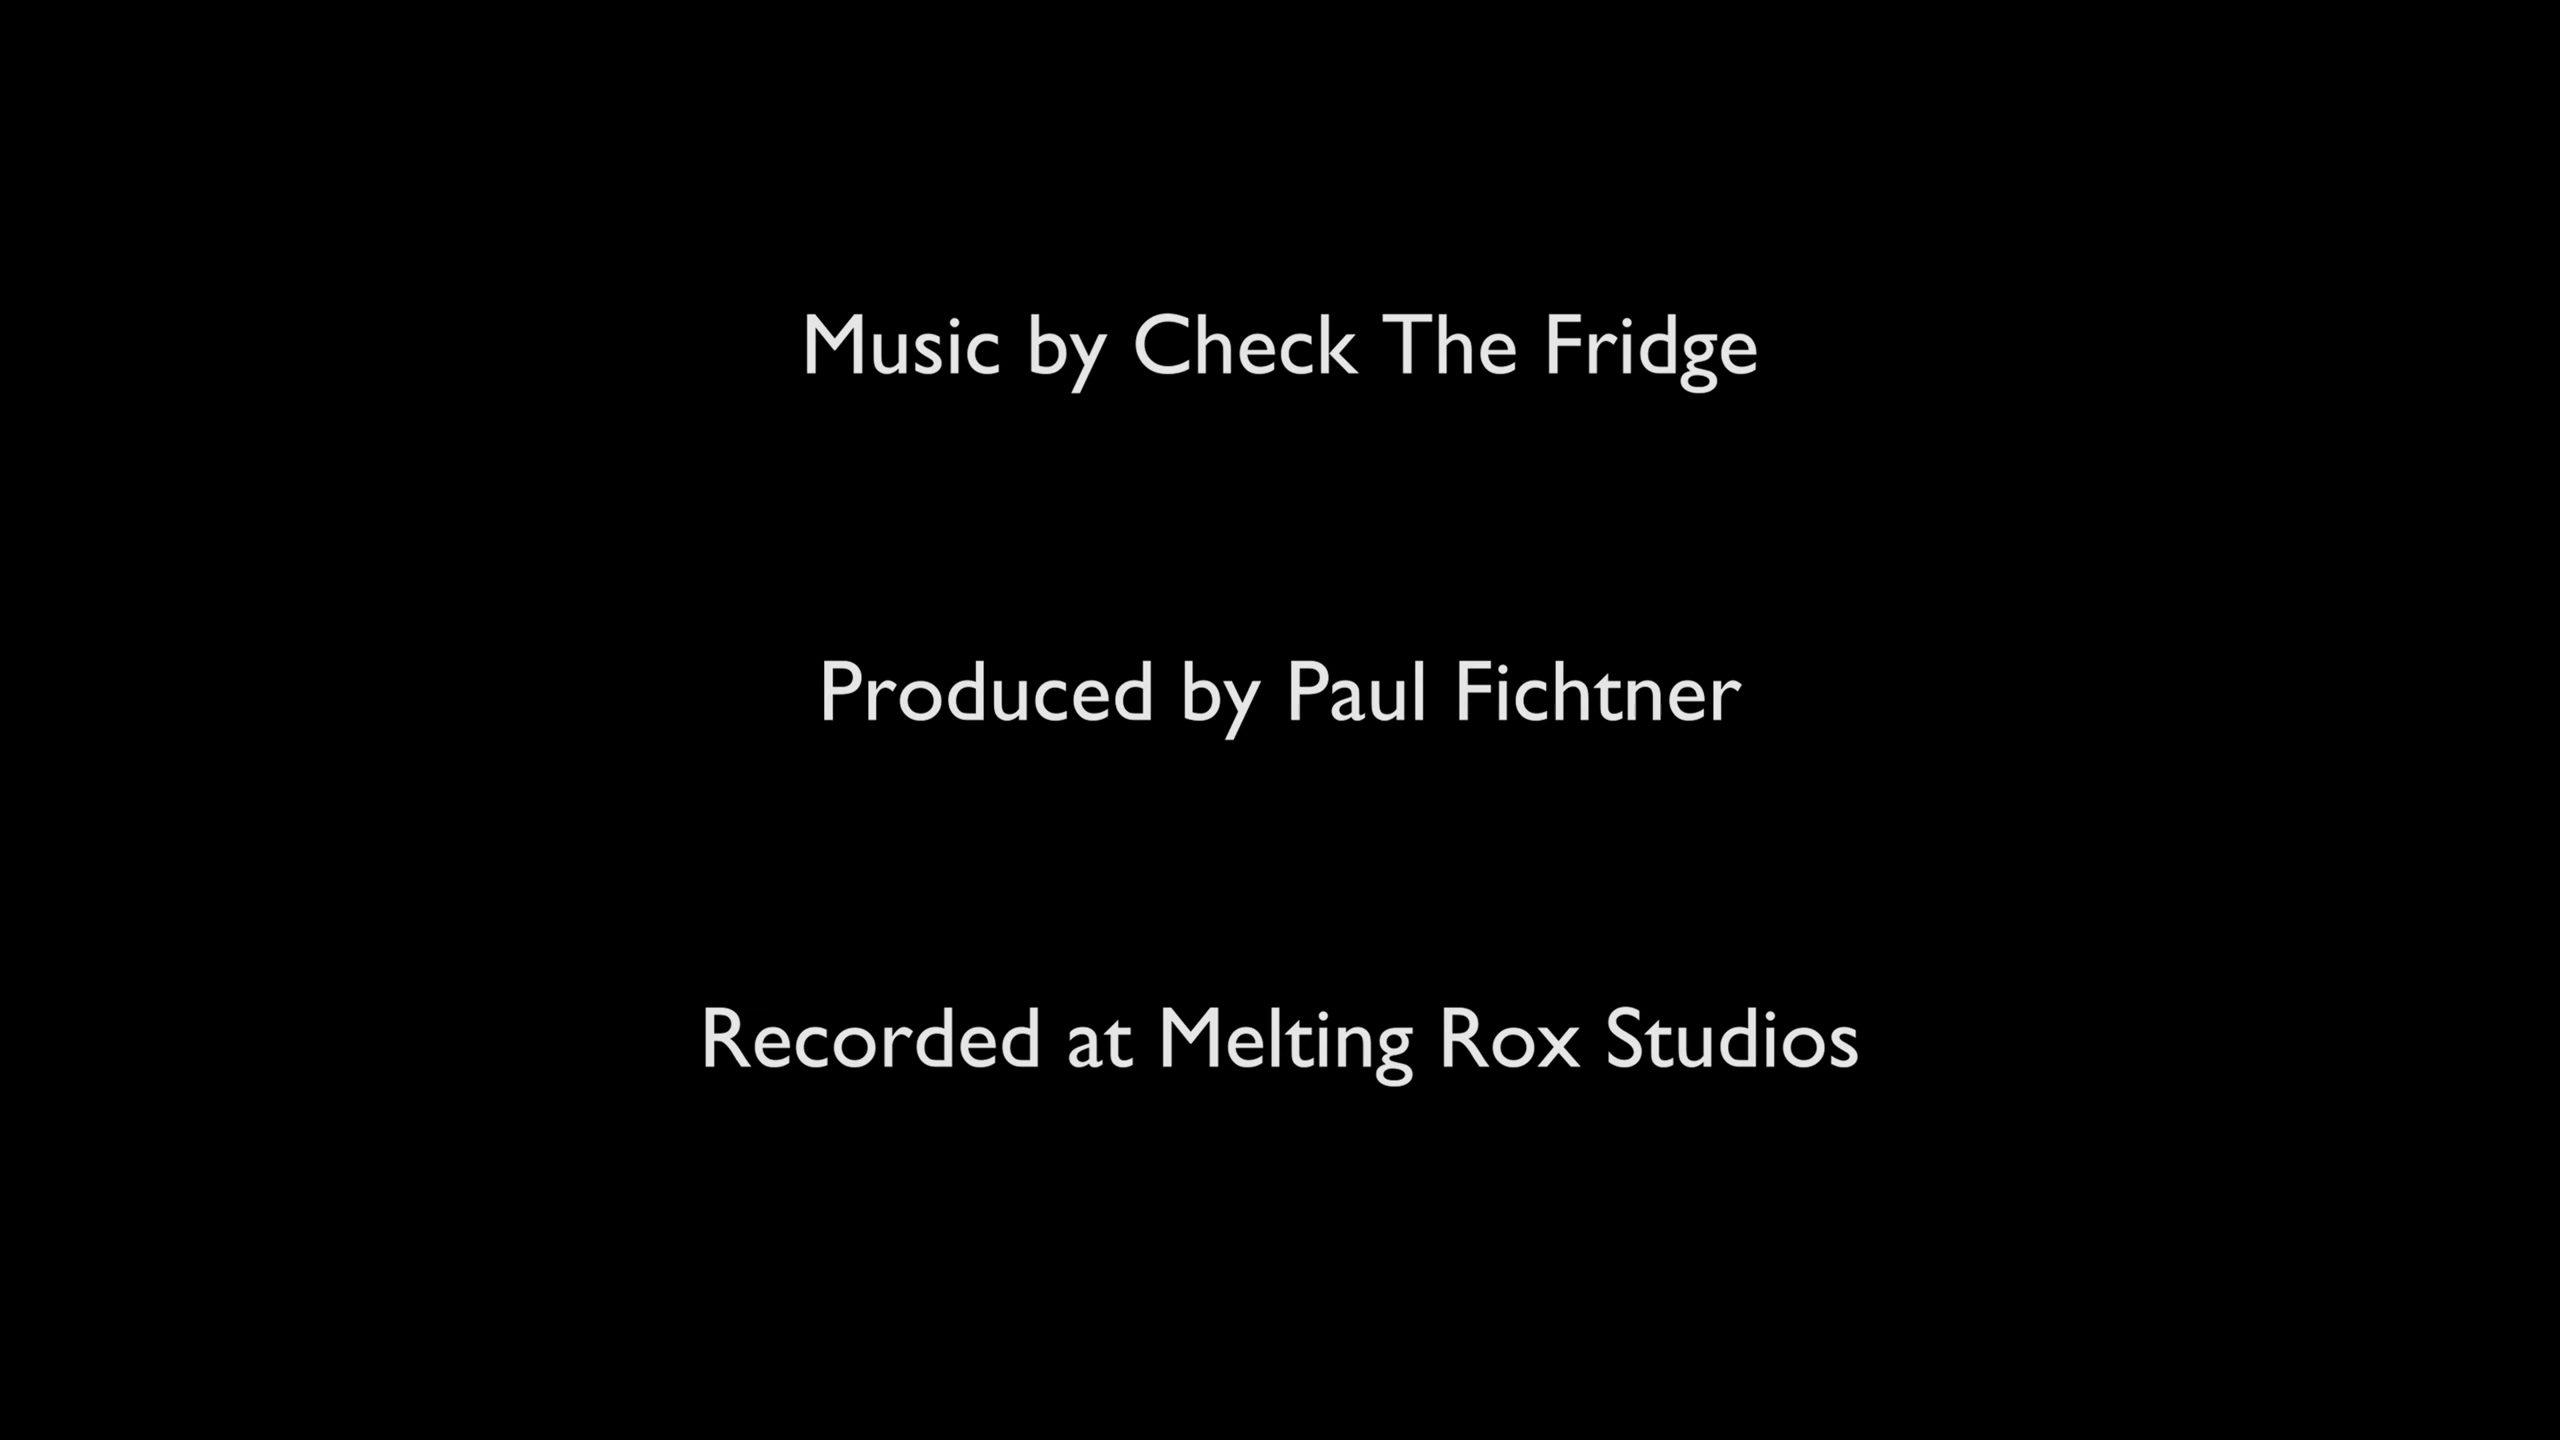 Music by Check The Fridge
Produced by Paul Fichtner
Recorded at Melting Rox Studios